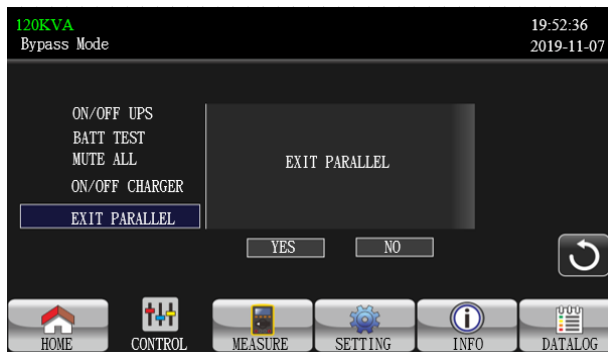 120KVA
19:52:36
Bypass Mode
2019-11-07
ON/OFF UPS
BATT TEST
MUTE ALL
ON/OFF CHARGER
EXIT PARALLEL
EXIT PARALLEL
YES
NO
HOME
CONTROL
MEASURE
SETTING
INFO
DATALOG